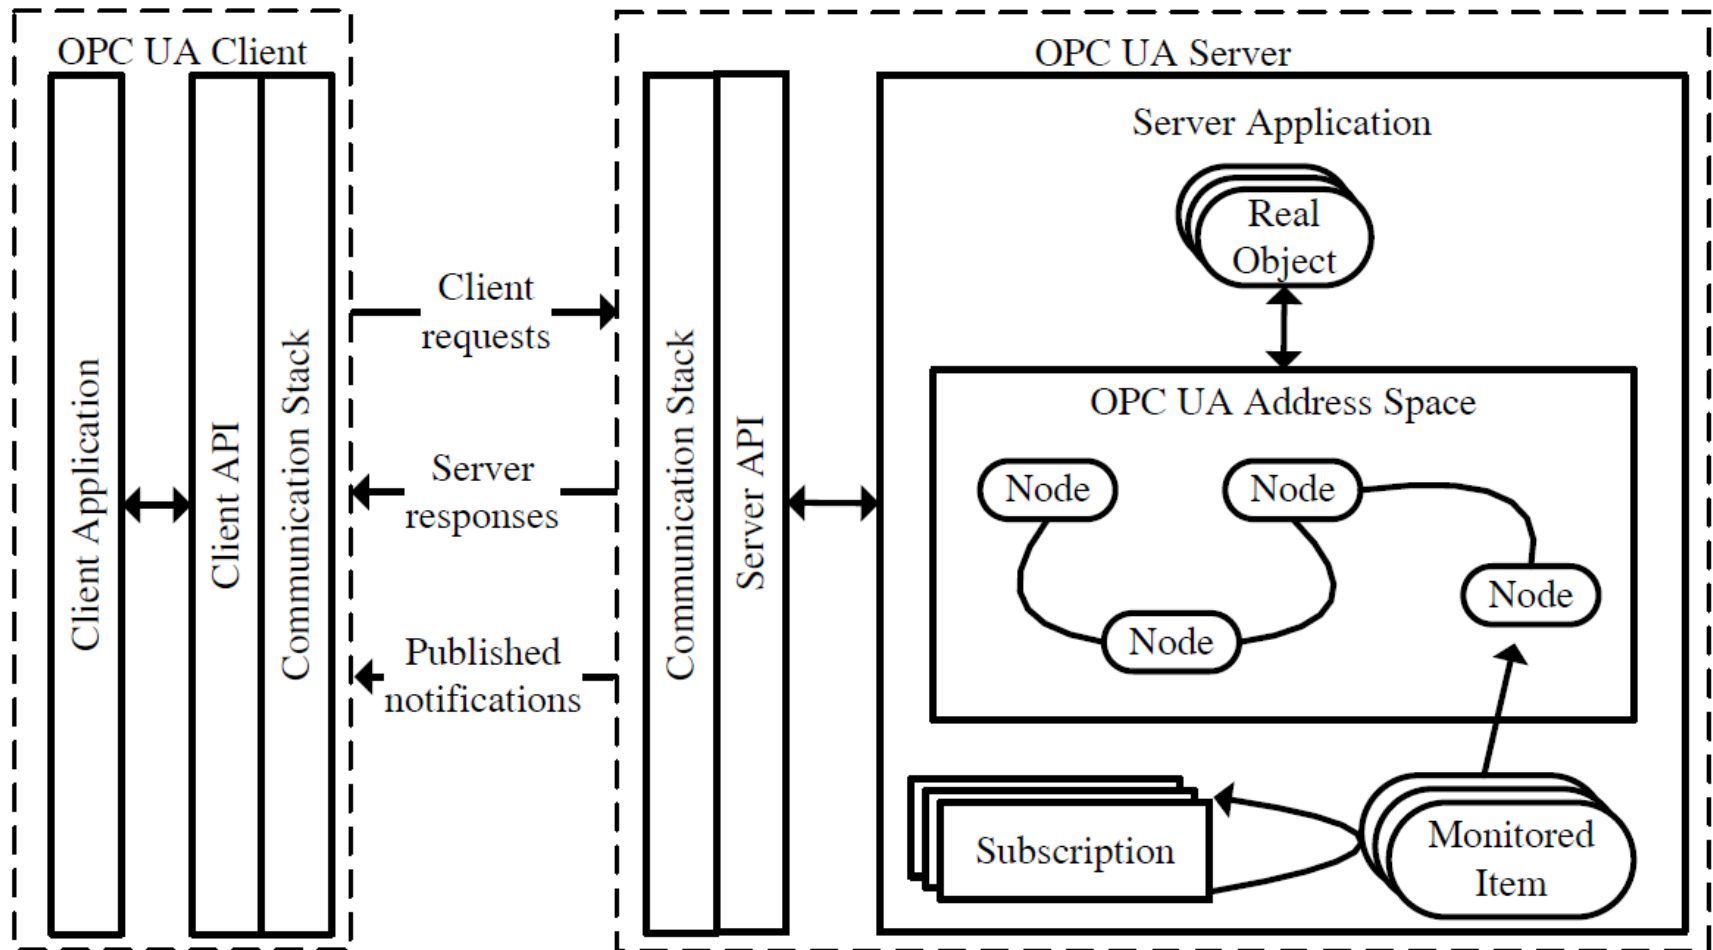 OPC UA Client
Client Application
Client API
Communication Stack
Client
requests
Server
responses
Published
notifications
OPC UA Server
Communication Stack
Server API
Server Application
Real
Object
OPC UA Address Space
Node
Node
Node
Node
Subscription
Monitored
Item